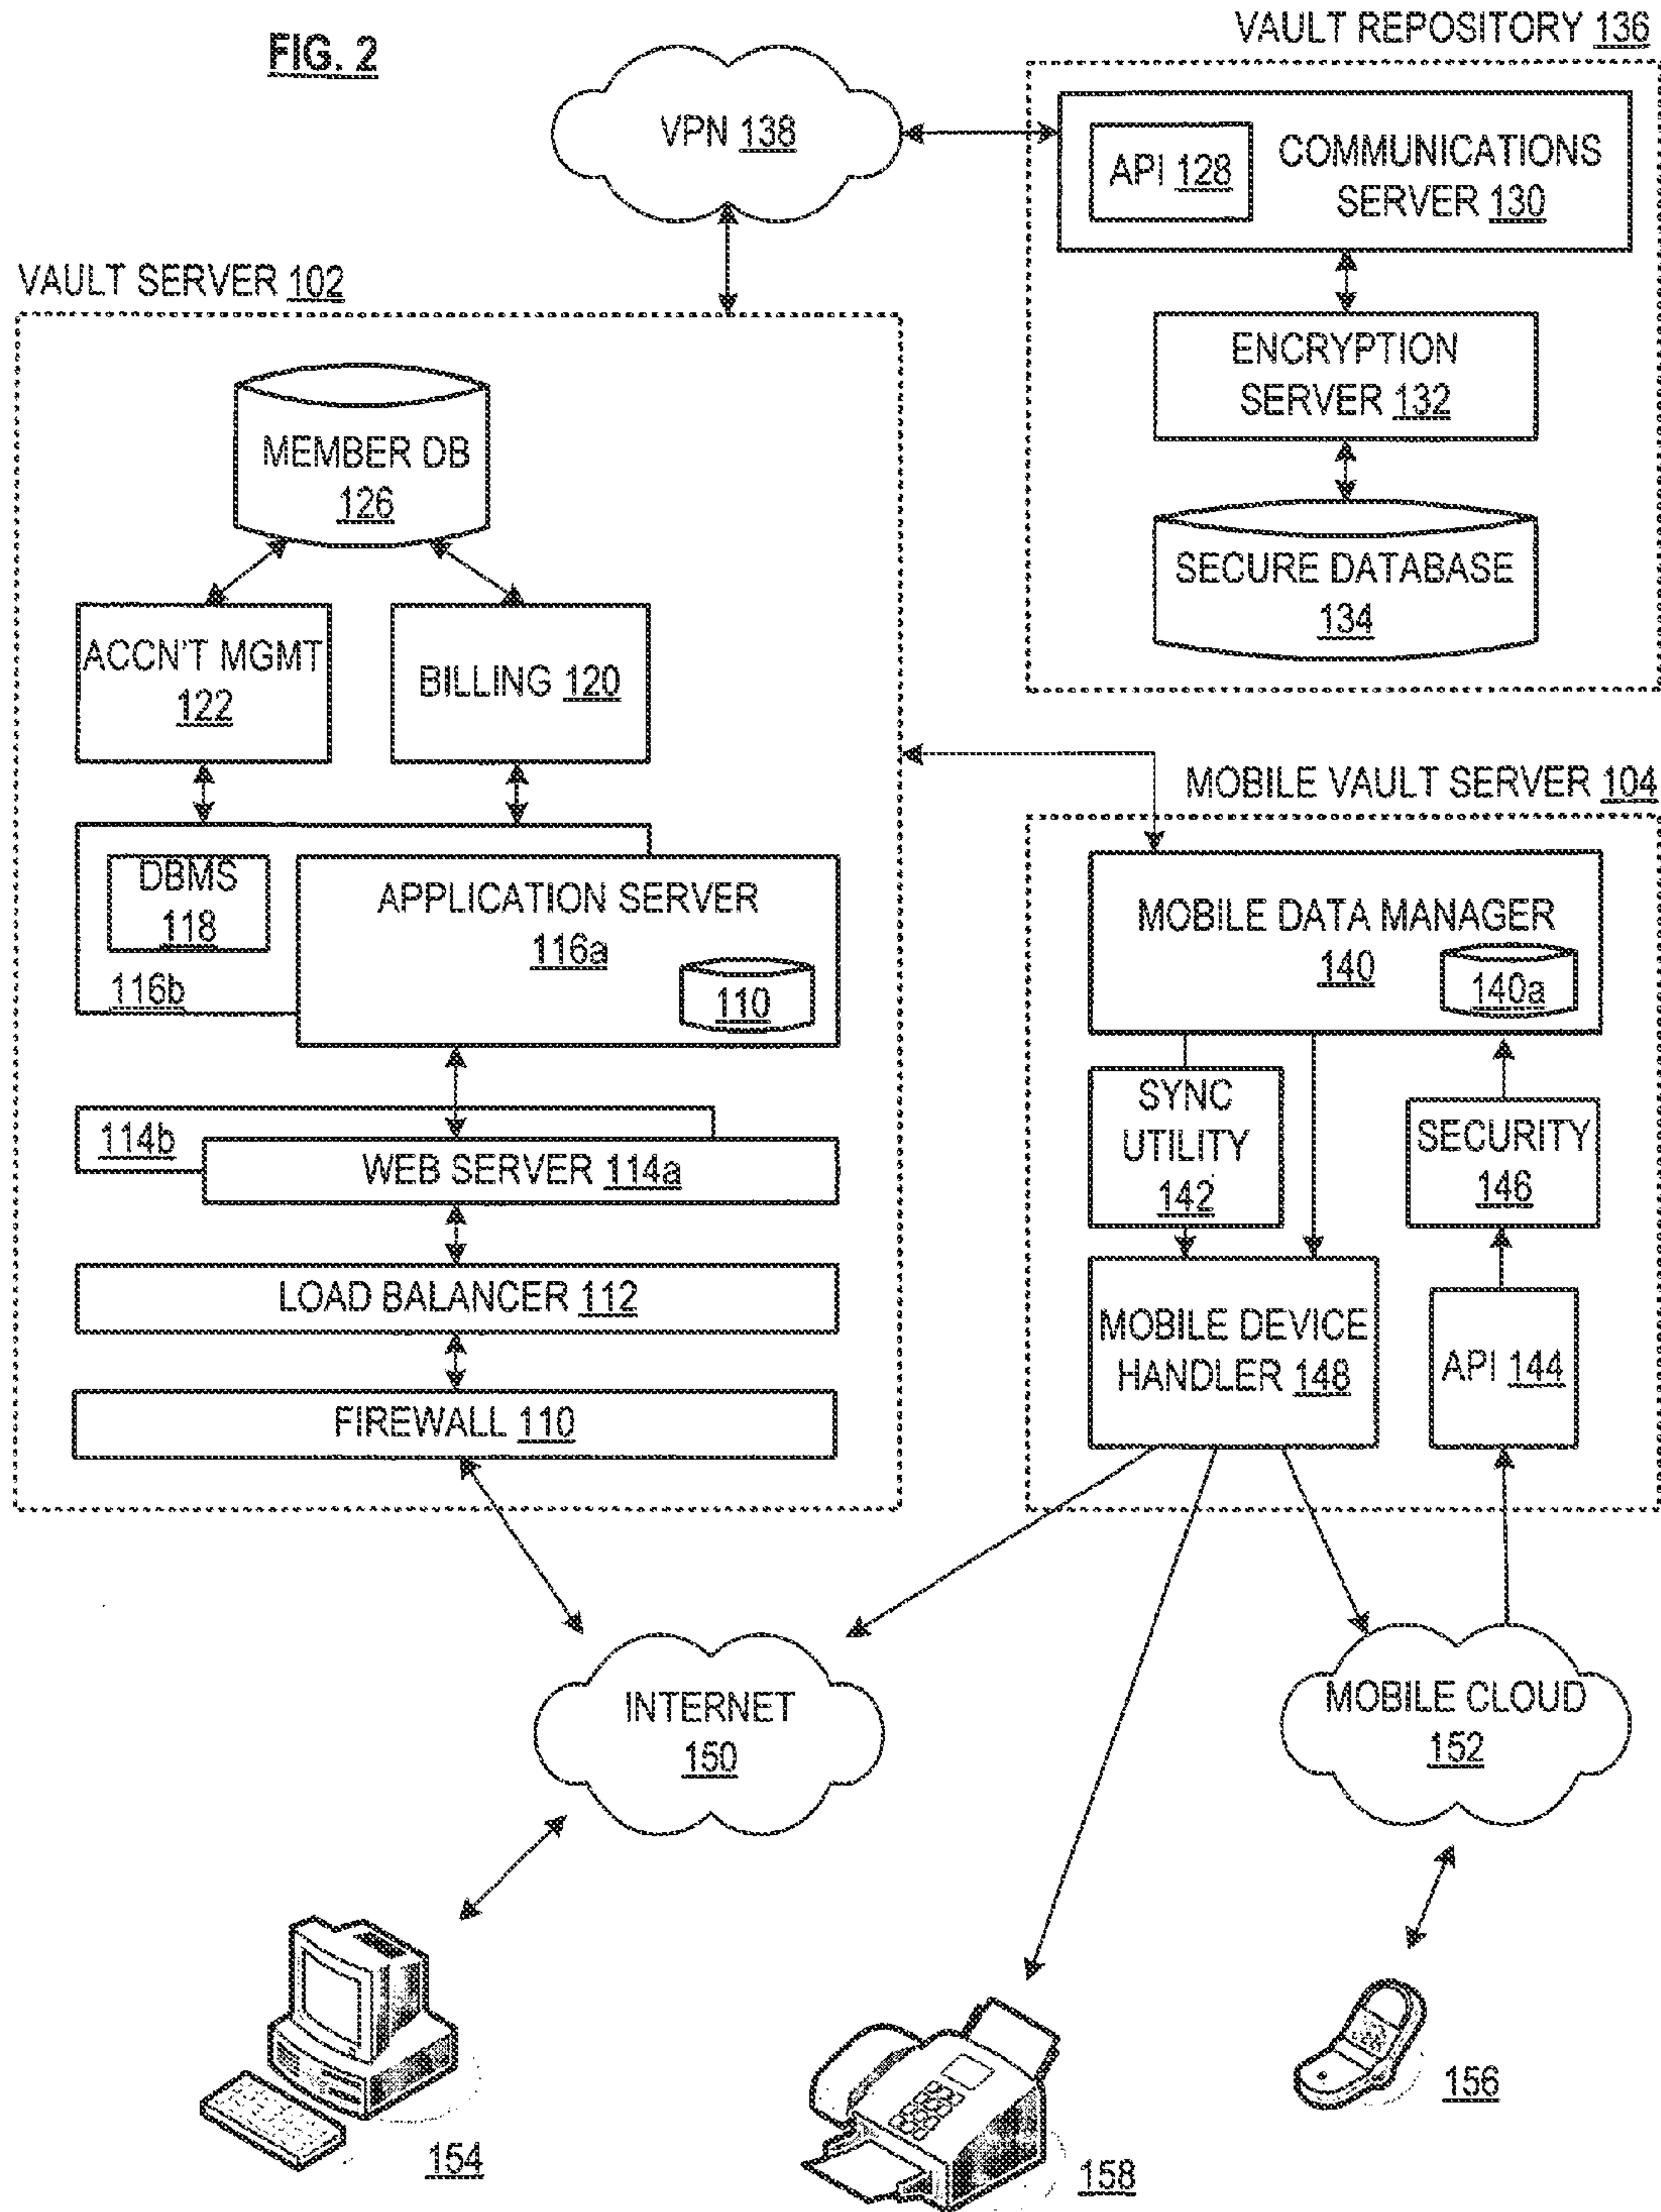 FIG. 2
VAULT REPOSITORY 136
VPN 138
API 128
COMMUNICATIONS
SERVER 130
ENCRYPTION
SERVER 132
SECURE DATABASE
134
VAULT SERVER 102
MEMBER DB
126
ACCN'T MGMT
122
BILLING 120
DBMS
118
116b
APPLICATION SERVER
116a
110
114b
WEB SERVER 114a
LOAD BALANCER 112
FIREWALL 110
MOBILE VAULT SERVER 104
MOBILE DATA MANAGER
140
140a
SYNC
UTILITY
142
SECURITY
146
MOBILE DEVICE
HANDLER 148
API 144
INTERNET
150
MOBILE CLOUD
152
154
158
156